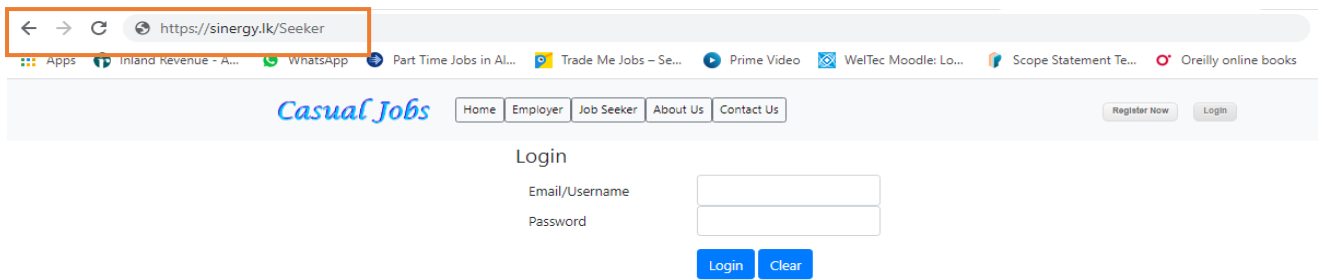 https://sinergy.lk/Seeker
Apps Inland Revenue - A... WhatsApp Part Time Jobs in Al... Trade Me Jobs – Se... Prime Video WelTec Moodle: Lo... Scope Statement Te... Oreilly online books
Casual Jobs Home Employer Job Seeker About Us Contact Us Register Now Login
Login
Email/Username
Password
Login Clear